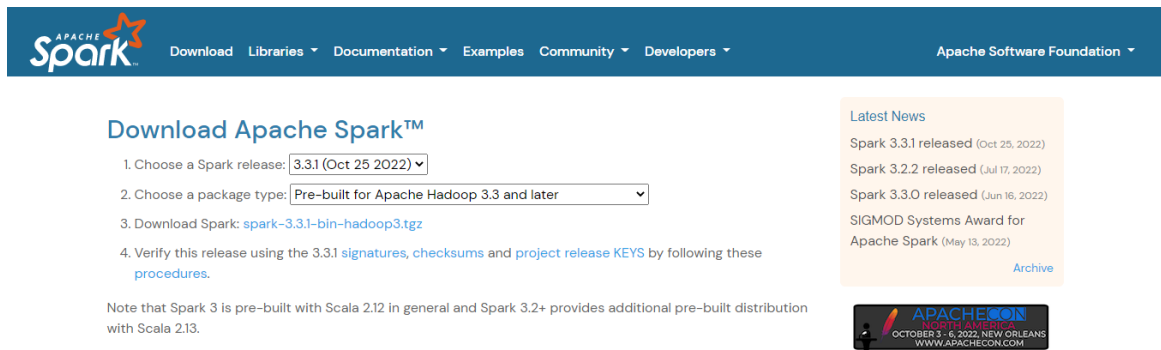 APACHE
Spark™
Download Libraries Documentation Examples Community Developers Apache Software Foundation
Download Apache Spark™
1. Choose a Spark release: 3.3.1 (Oct 25 2022)
2. Choose a package type: Pre-built for Apache Hadoop 3.3 and later
3. Download Spark: spark-3.3.1-bin-hadoop3.tgz
4. Verify this release using the 3.3.1 signatures, checksums and project release KEYS by following these
procedures.
Note that Spark 3 is pre-built with Scala 2.12 in general and Spark 3.2+ provides additional pre-built distribution
with Scala 2.13.
Latest News
Spark 3.3.1 released (Oct 25, 2022)
Spark 3.2.2 released (Jul 17, 2022)
Spark 3.3.0 released (Jun 16, 2022)
SIGMOD Systems Award for
Apache Spark (May 13, 2022)
Archive
APACHECON
NORTH AMERICA
OCTOBER 3 - 6, 2022, NEW ORLEANS
WWW.APACHECON.COM